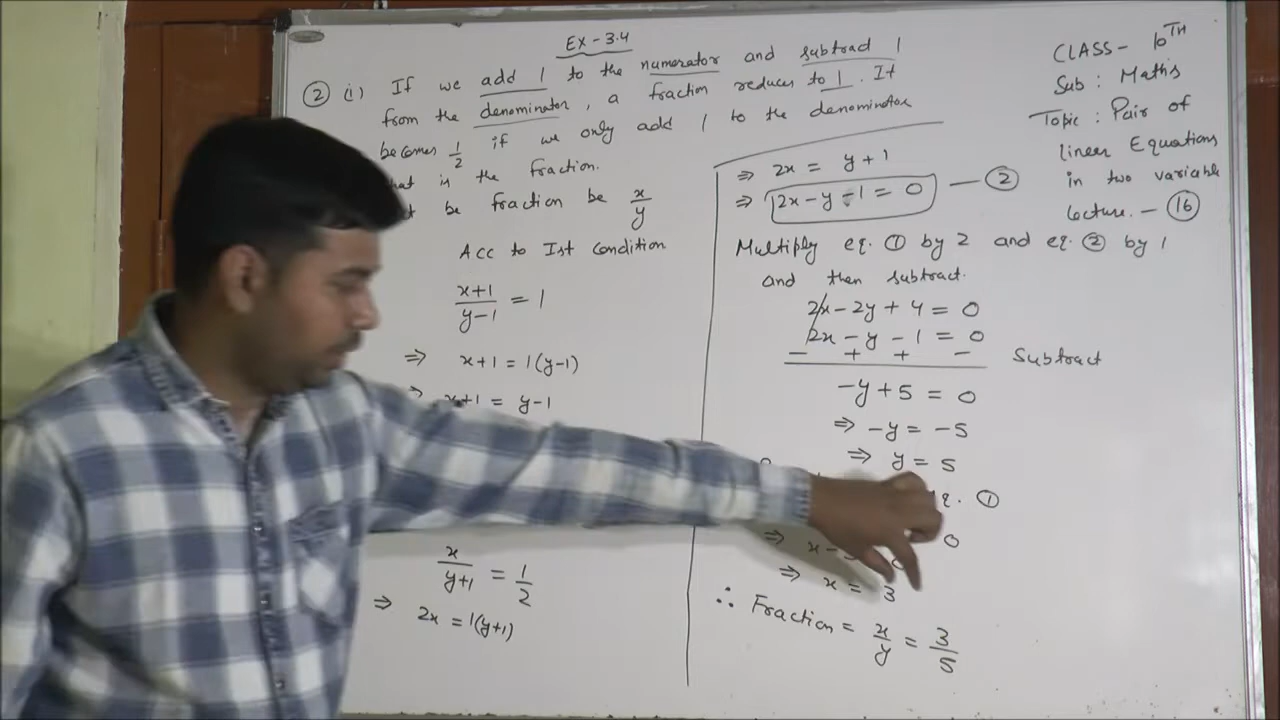 EX - 3.4
② (i) If we add 1 to the numerator and subtract 1
from the denominator, a fraction reduces to 1. It
becomes 1/2 if we only add 1 to the denominator
is the fraction.
be fraction be x/y
Acc to Ist condition
x+1/y-1 = 1
⇒ x+1 = 1(y-1)
⇒ x+1 = y-1
x/y+1 = 1/2
⇒ 2x = 1(y+1)
⇒ 2x = y+1
⇒ 2x - y - 1 = 0 — ②
Multiply eq. ① by 2 and eq. ② by 1
and then subtract.
2x - 2y + 4 = 0
2x - y - 1 = 0
- + + - Subtract
-y + 5 = 0
⇒ -y = -5
⇒ y = 5
①
⇒ x - 0
⇒ x = 3
∴ Fraction = x/y = 3/5
CLASS - 10TH
Sub : Maths
Topic : Pair of
linear Equations
in two variable
lecture. - ⑯